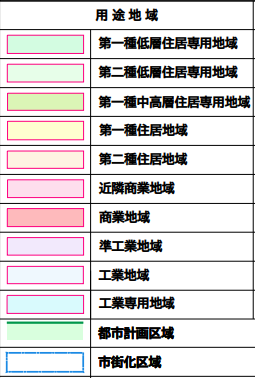 用途地域
第一種低層住居専用地域
第二種低層住居専用地域
第一種中高層住居専用地域
第一種住居地域
第二種住居地域
近隣商業地域
商業地域
準工業地域
工業地域
工業専用地域
都市計画区域
市街化区域